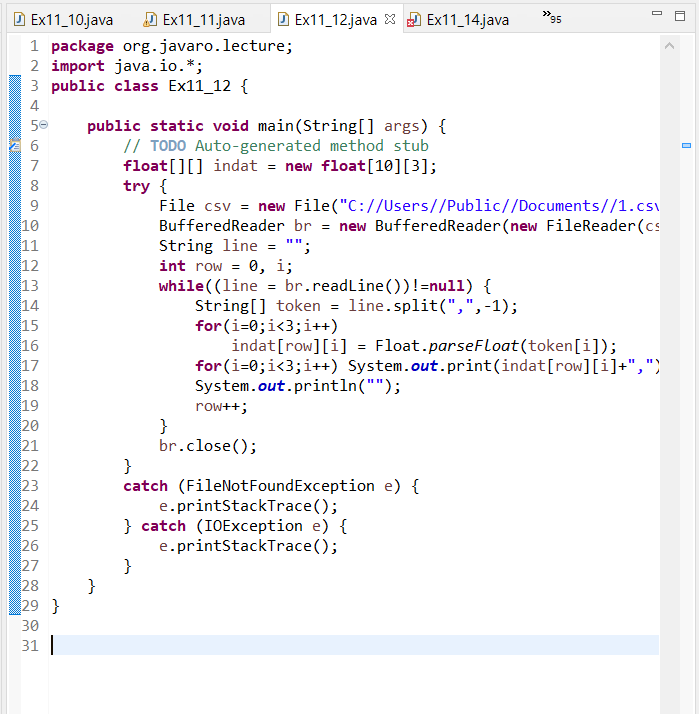 Ex11_10.java Ex11_11.java Ex11_12.java Ex11_14.java »95
1 package org.javaro.lecture;
2 import java.io.*;
3 public class Ex11_12 {
4
5 public static void main(String[] args) {
6 // TODO Auto-generated method stub
7 float[][] indat = new float[10][3];
8 try {
9 File csv = new File("C://Users//Public//Documents//1.csv
10 BufferedReader br = new BufferedReader(new FileReader(cs
11 String line = "";
12 int row = 0, i;
13 while((line = br.readLine())!=null) {
14 String[] token = line.split(",",-1);
15 for(i=0;i<3;i++)
16 indat[row][i] = Float.parseFloat(token[i]);
17 for(i=0;i<3;i++) System.out.print(indat[row][i]+",")
18 System.out.println("");
19 row++;
20 }
21 br.close();
22 }
23 catch (FileNotFoundException e) {
24 e.printStackTrace();
25 } catch (IOException e) {
26 e.printStackTrace();
27 }
28 }
29 }
30
31